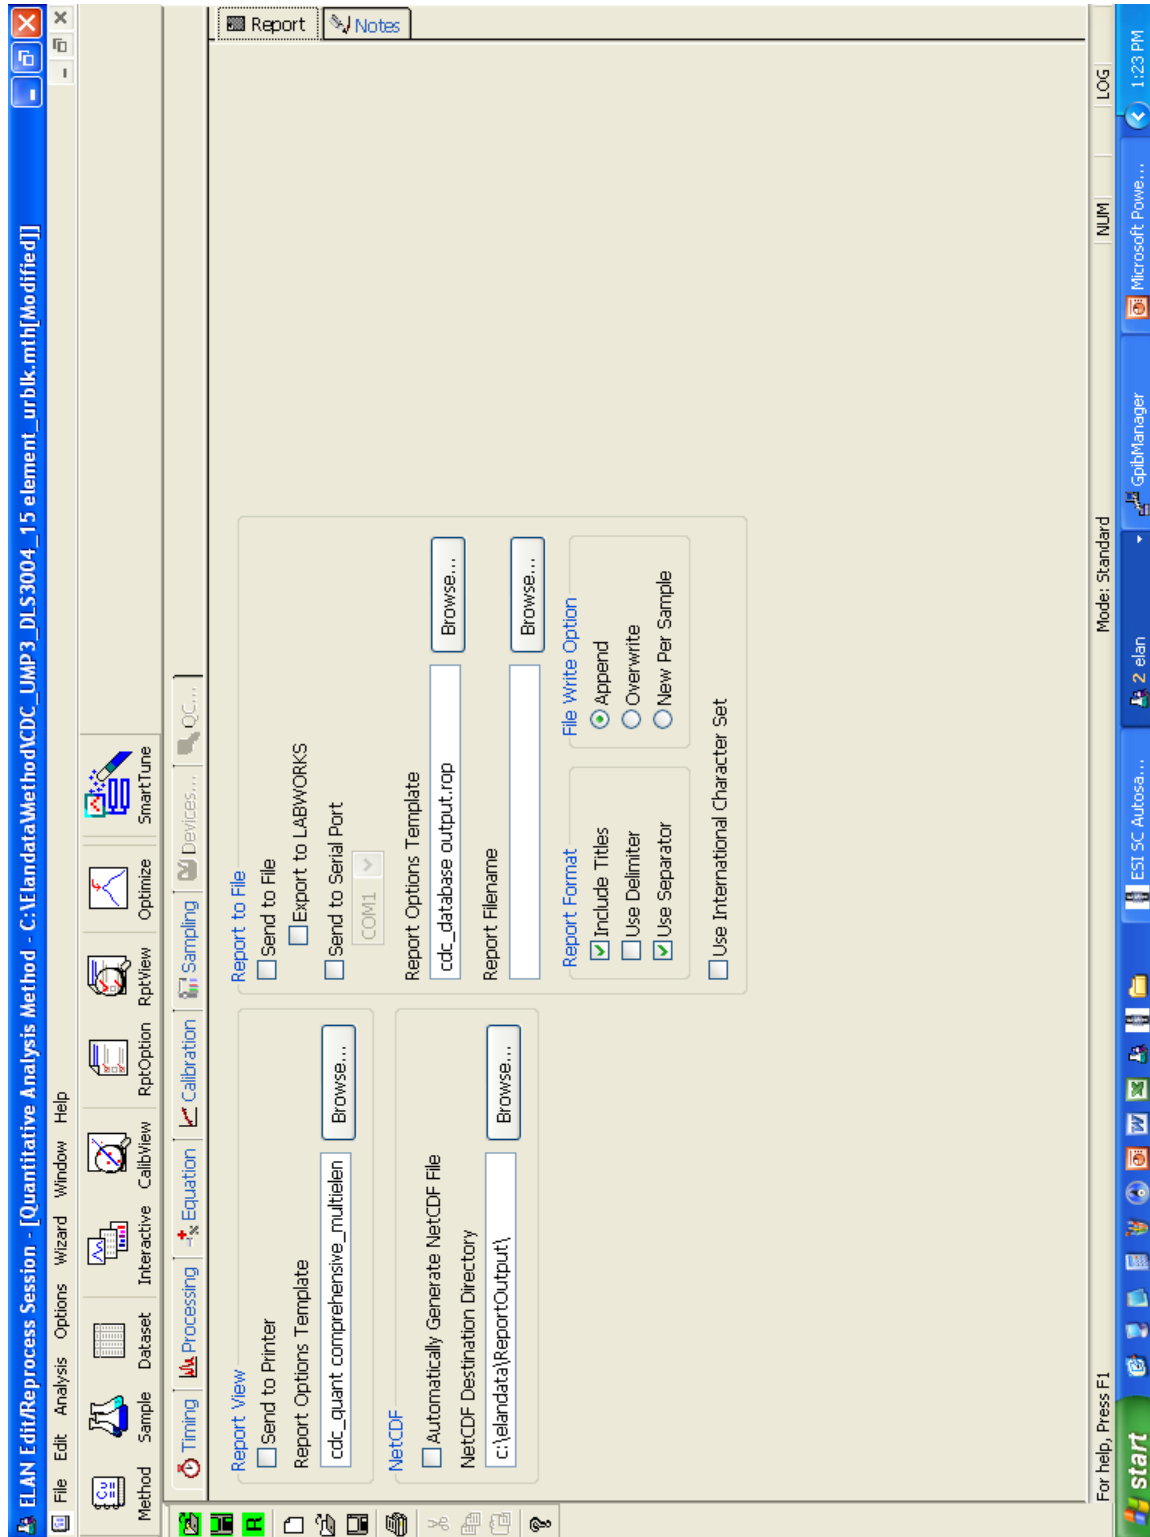 ELAN Edit/Reprocess Session - [Quantitative Analysis Method - C:\Elandata\Method\CDC_UMP3_DLS3004_15 element_urblk.mth[Modified]]
File Edit Analysis Options Wizard Window Help
Method Sample Dataset Interactive CalibView RptOption RptView Optimize SmartTune
Timing Processing Equation Calibration Sampling Devices... QC...
Report
Notes
Report View
Send to Printer
Report Options Template
cdc_quant comprehensive_multielen
Browse...
NetCDF
Automatically Generate NetCDF File
NetCDF Destination Directory
c:\elandata\ReportOutput\
Browse...
Report to File
Send to File
Export to LABWORKS
Send to Serial Port
COM1
Report Options Template
cdc_database output.rop
Browse...
Report Filename
Browse...
Report Format
Include Titles
Use Delimiter
Use Separator
File Write Option
Append
Overwrite
New Per Sample
Use International Character Set
For help, Press F1
Mode: Standard
NUM
LOG
start
ESI SC Autosa...
2 elan
GpibManager
Microsoft Powe...
1:23 PM